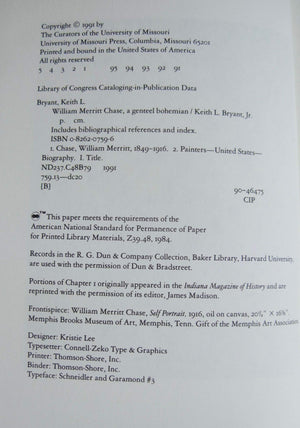 Copyright © 1991 by
The Curators of the University of Missouri
University of Missouri Press, Columbia, Missouri 65201
Printed and bound in the United States of America
All rights reserved
5 4 3 2 1 95 94 93 92 91
Library of Congress Cataloging-in-Publication Data
Bryant, Keith L.
William Merritt Chase, a genteel bohemian / Keith L. Bryant, Jr.
p. cm.
Includes bibliographical references and index.
ISBN 0-8262-0759-6
1. Chase, William Merritt, 1849-1916. 2. Painters—United States—
Biography. I. Title.
ND237.C48B79 1991
759.13—dc20
[B] 90-46475
CIP
™ This paper meets the requirements of the
American National Standard for Permanence of Paper
for Printed Library Materials, Z39.48, 1984.
Records in the R. G. Dun & Company Collection, Baker Library, Harvard University,
are used with the permission of Dun & Bradstreet.
Portions of Chapter 1 originally appeared in the Indiana Magazine of History and are
reprinted with the permission of its editor, James Madison.
Frontispiece: William Merritt Chase, Self Portrait, 1916, oil on canvas,
Memphis Brooks Museum of Art, Memphis, Tenn. Gift of the Memphis Art Association.
Designer: Kristie Lee
Typesetter: Connell-Zeko Type & Graphics
Printer: Thomson-Shore, Inc.
Binder: Thomson-Shore, Inc.
Typeface: Schneidler and Garamond #3